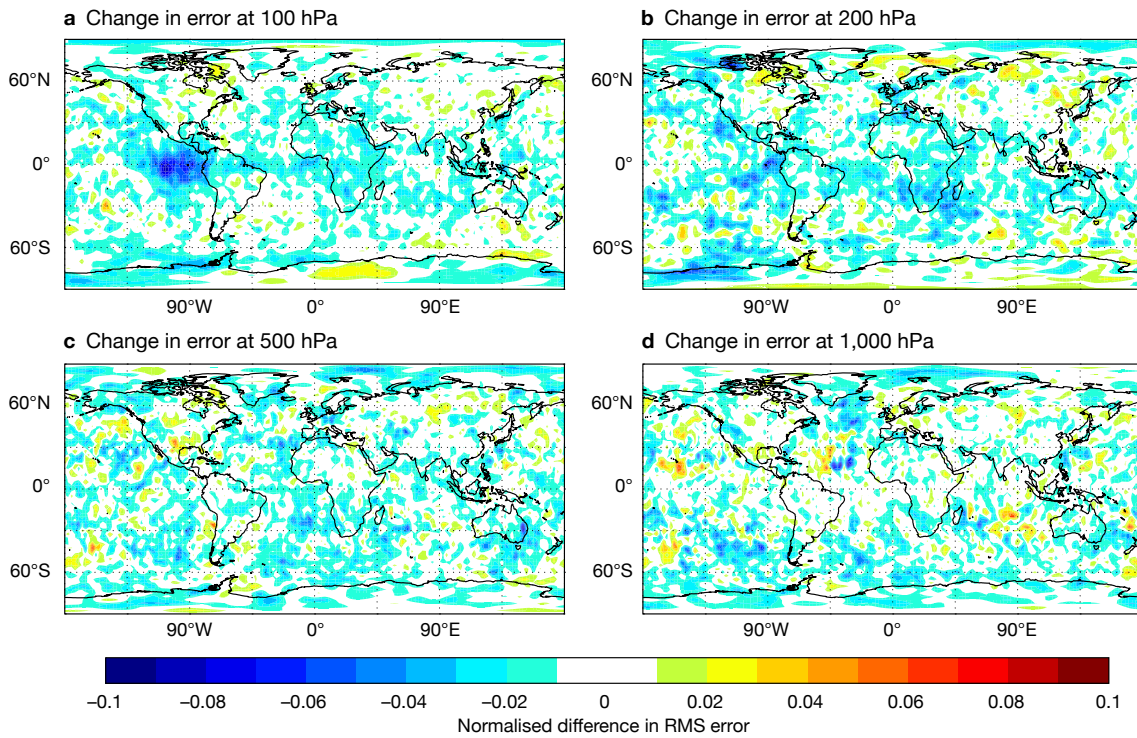 a Change in error at 100 hPa
b Change in error at 200 hPa
60°N
0°
60°S
90°W 0° 90°E
90°W 0° 90°E
c Change in error at 500 hPa
d Change in error at 1,000 hPa
60°N
0°
60°S
60°N
0°
60°S
90°W 0° 90°E
90°W 0° 90°E
–0.1 –0.08 –0.06 –0.04 –0.02 0 0.02 0.04 0.06 0.08 0.1
Normalised difference in RMS error
60°N
0°
60°S